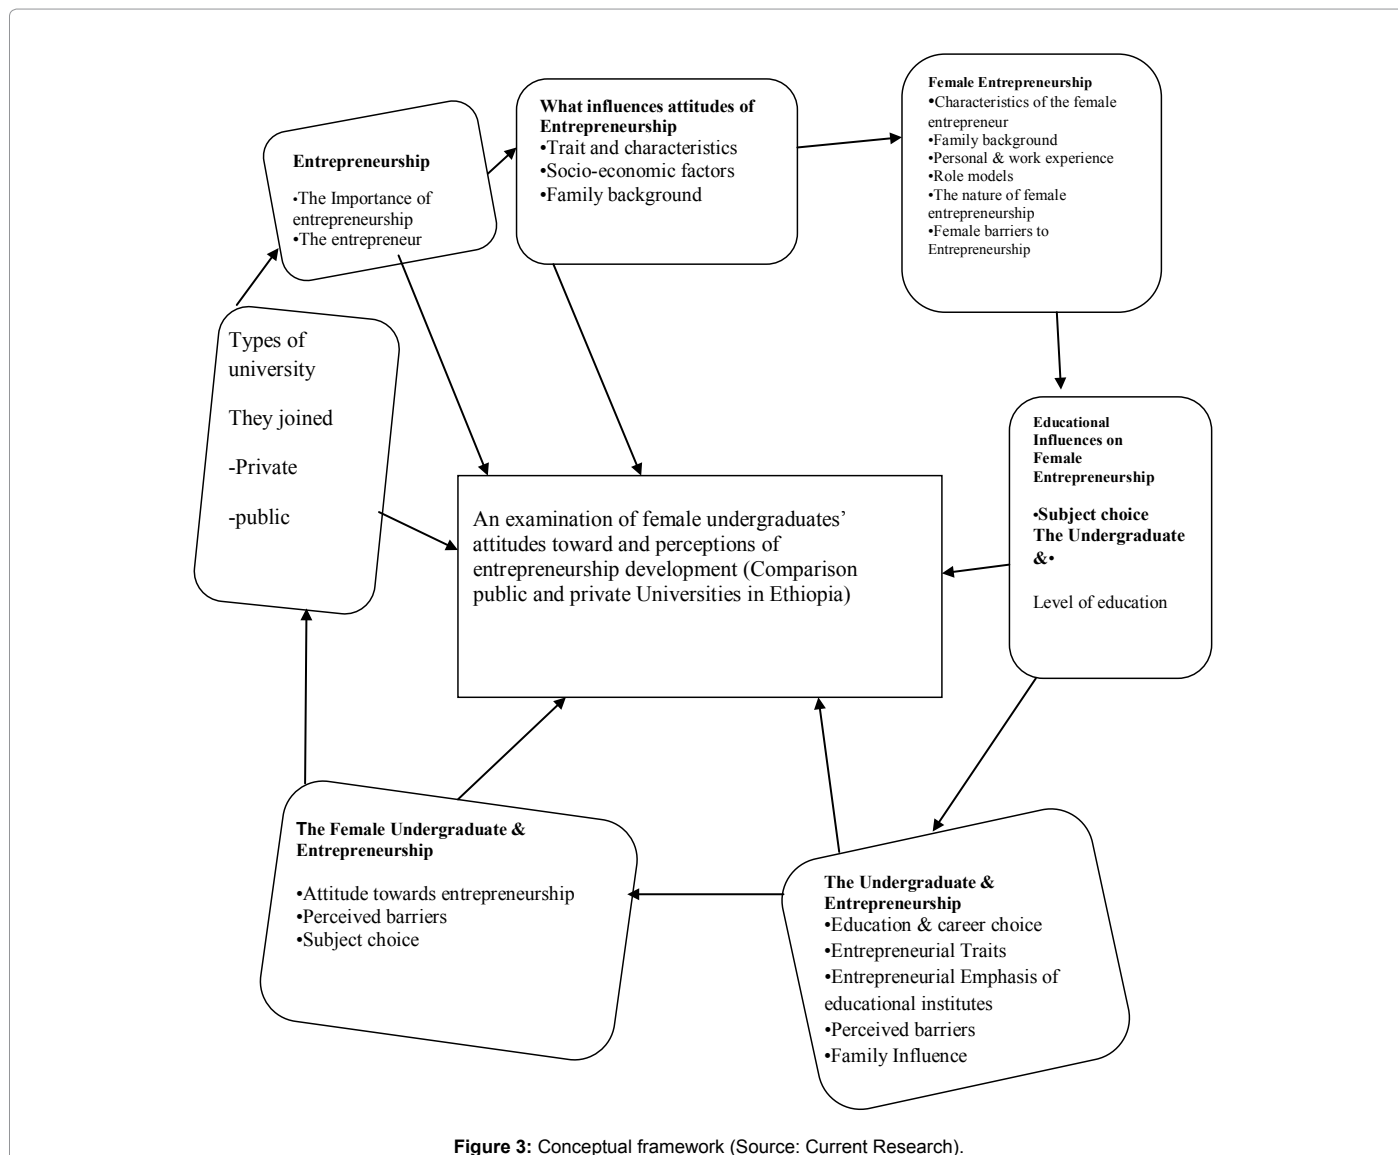 Entrepreneurship
•The Importance of
entrepreneurship
•The entrepreneur
What influences attitudes of
Entrepreneurship
•Trait and characteristics
•Socio-economic factors
•Family background
Female Entrepreneurship
•Characteristics of the female
entrepreneur
•Family background
•Personal & work experience
•Role models
•The nature of female
entrepreneurship
•Female barriers to
Entrepreneurship
Types of
university
They joined
-Private
-public
An examination of female undergraduates’
attitudes toward and perceptions of
entrepreneurship development (Comparison
public and private Universities in Ethiopia)
Educational
Influences on
Female
Entrepreneurship
•Subject choice
The Undergraduate
&•
Level of education
The Female Undergraduate &
Entrepreneurship
•Attitude towards entrepreneurship
•Perceived barriers
•Subject choice
The Undergraduate &
Entrepreneurship
•Education & career choice
•Entrepreneurial Traits
•Entrepreneurial Emphasis of
educational institutes
•Perceived barriers
•Family Influence
Figure 3: Conceptual framework (Source: Current Research).